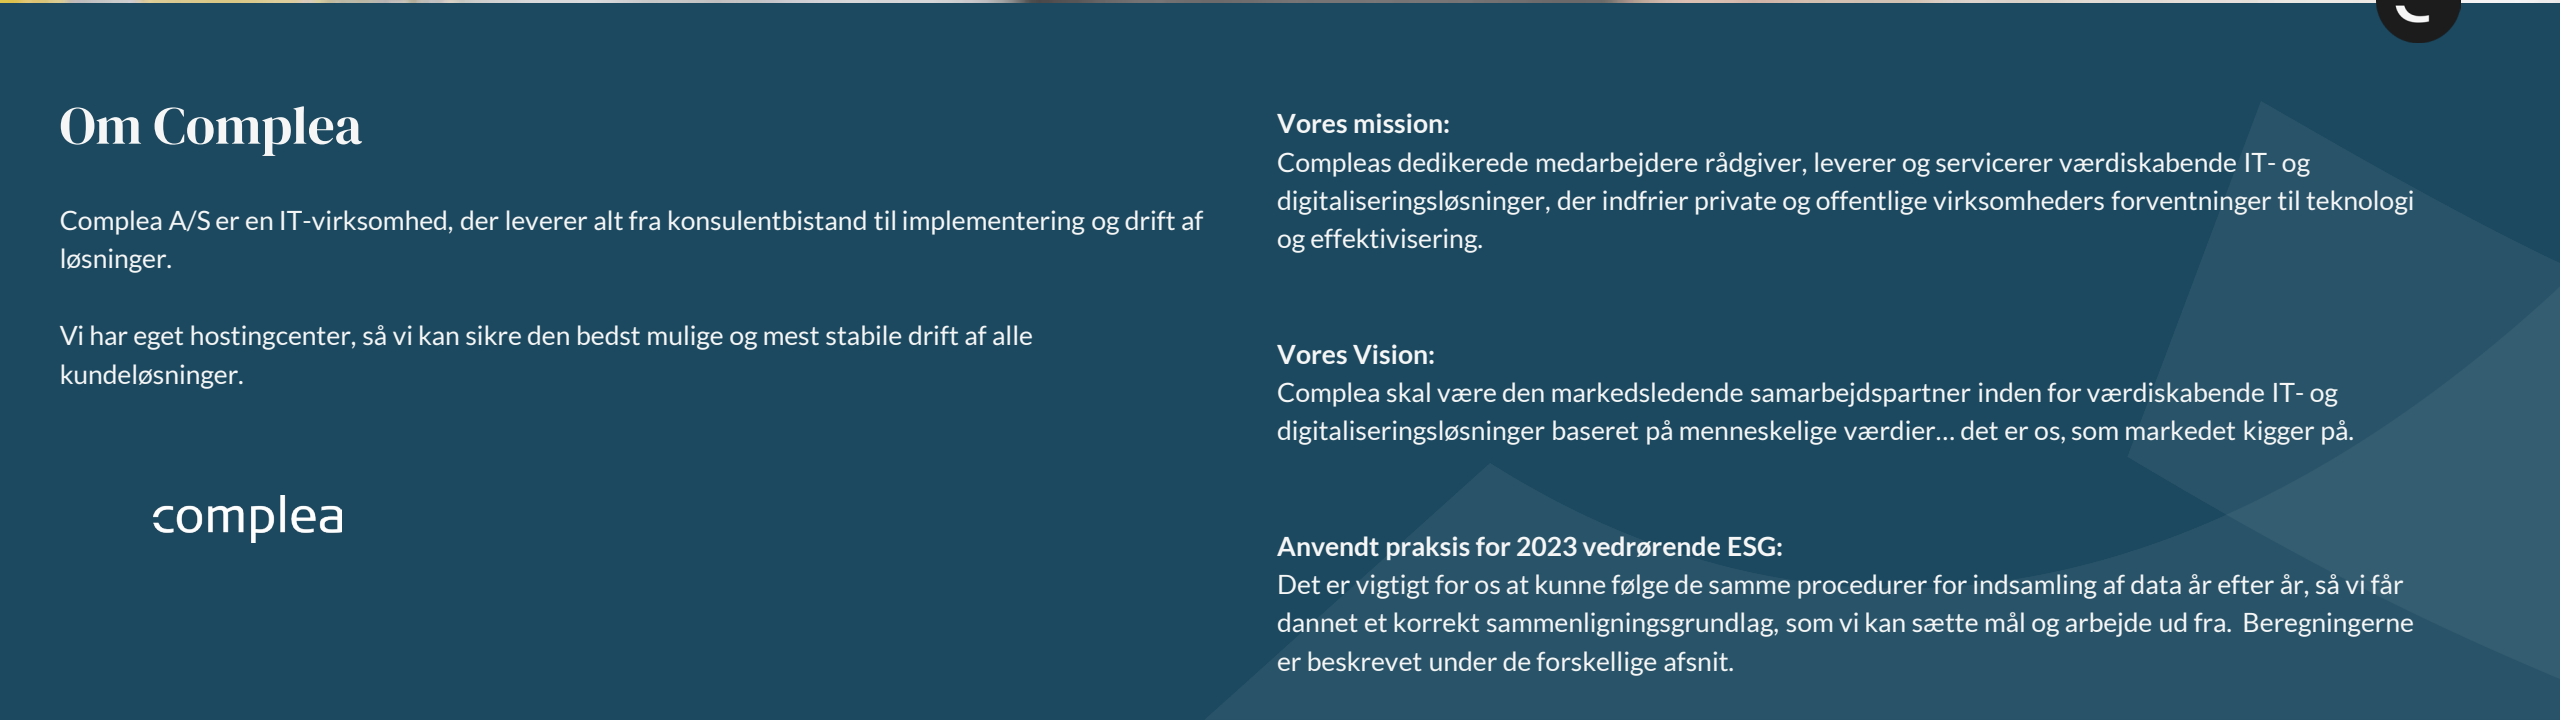 Om Complea
Complea A/S er en IT-virksomhed, der leverer alt fra konsulentbistand til implementering og drift af
løsninger.
Vi har eget hostingcenter, så vi kan sikre den bedst mulige og mest stabile drift af alle
kundeløsninger.
complea
Vores mission:
Compleas dedikerede medarbejdere rådgiver, leverer og servicerer værdiskabende IT- og
digitaliseringsløsninger, der indfrier private og offentlige virksomheders forventninger til teknologi
og effektivisering.
Vores Vision:
Complea skal være den markedsledende samarbejdspartner inden for værdiskabende IT- og
digitaliseringsløsninger baseret på menneskelige værdier... det er os, som markedet kigger på.
Anvendt praksis for 2023 vedrørende ESG:
Det er vigtigt for os at kunne følge de samme procedurer for indsamling af data år efter år, så vi får
dannet et korrekt sammenligningsgrundlag, som vi kan sætte mål og arbejde ud fra.  Beregningerne
er beskrevet under de forskellige afsnit.